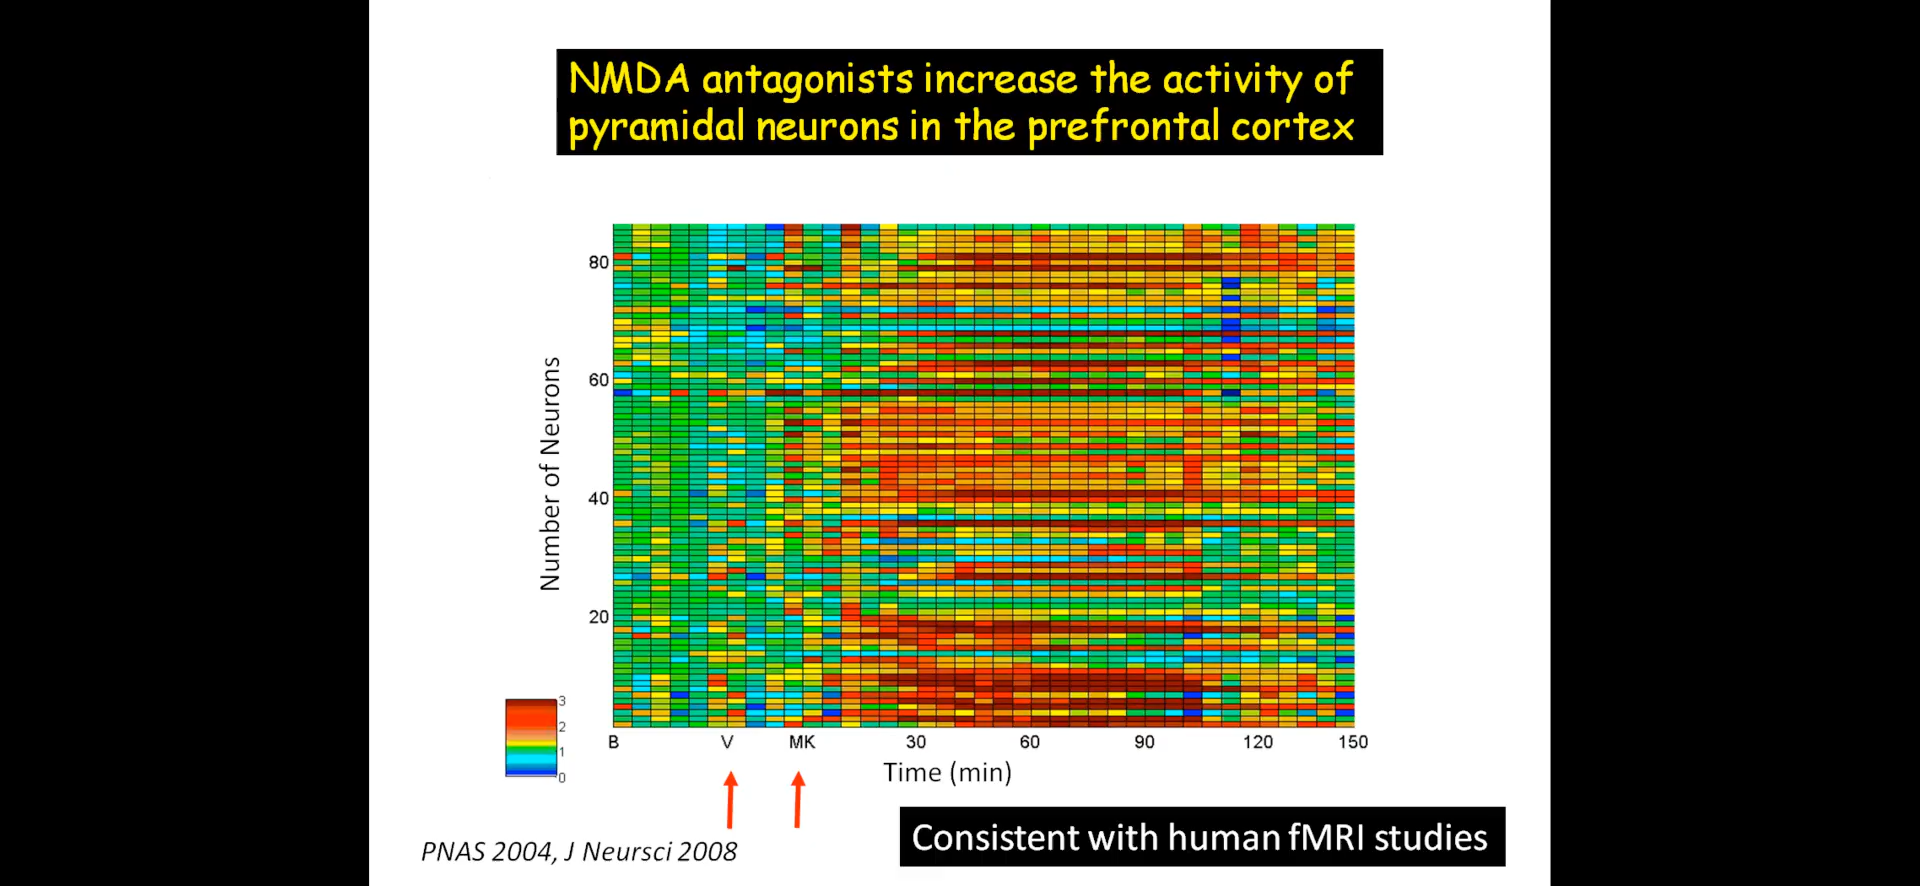 NMDA antagonists increase the activity of
pyramidal neurons in the prefrontal cortex
Number of Neurons
80
60
40
20
3
2
1
0
B V MK 30 60 90 120 150
Time (min)
PNAS 2004, J Neursci 2008
Consistent with human fMRI studies